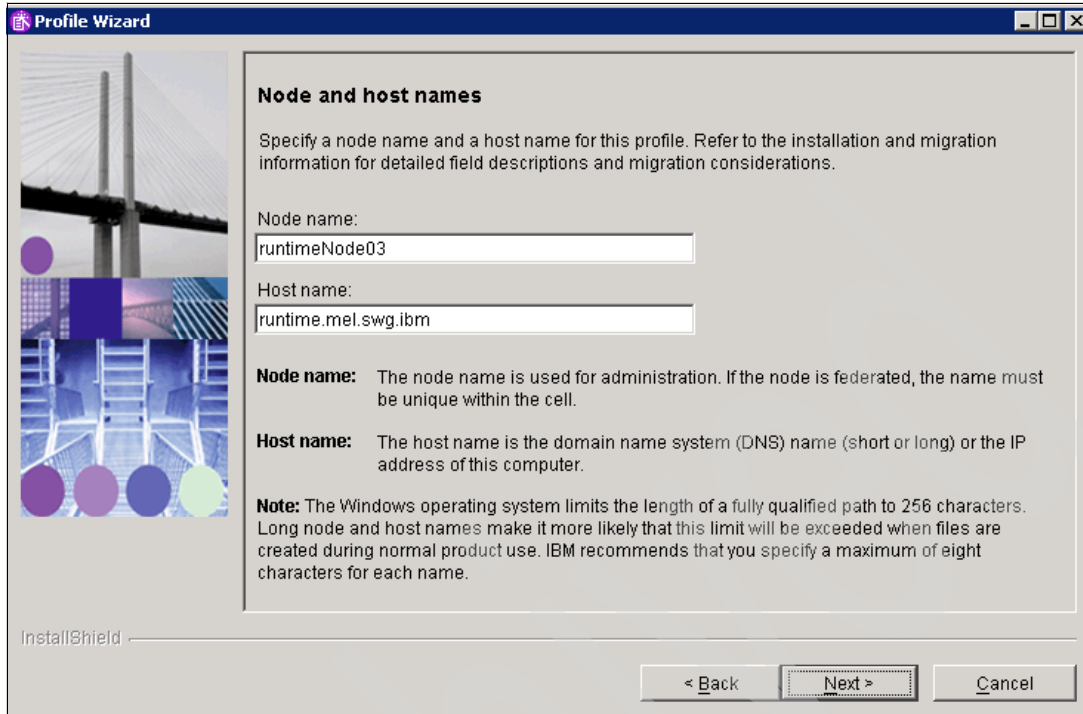 Profile Wizard
Node and host names
Specify a node name and a host name for this profile. Refer to the installation and migration
information for detailed field descriptions and migration considerations.
Node name:
runtimeNode03
Host name:
runtime.mel.swg.ibm
Node name: The node name is used for administration. If the node is federated, the name must
be unique within the cell.
Host name: The host name is the domain name system (DNS) name (short or long) or the IP
address of this computer.
Note: The Windows operating system limits the length of a fully qualified path to 256 characters.
Long node and host names make it more likely that this limit will be exceeded when files are
created during normal product use. IBM recommends that you specify a maximum of eight
characters for each name.
InstallShield
< Back Next > Cancel